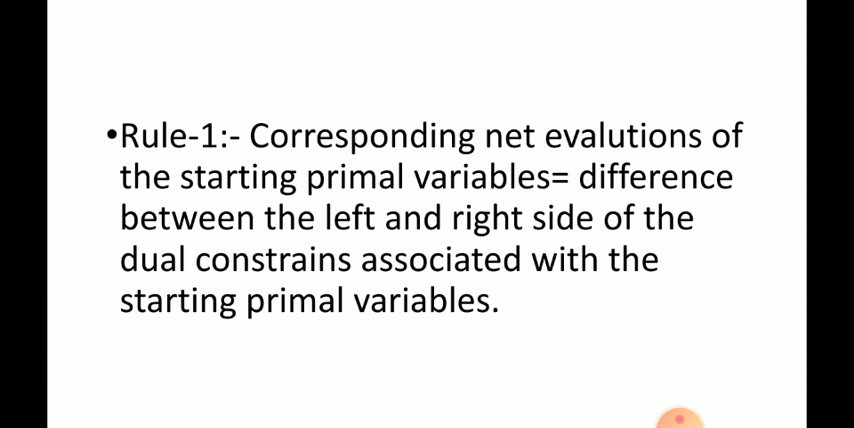 •Rule-1:- Corresponding net evalutions of
the starting primal variables= difference
between the left and right side of the
dual constrains associated with the
starting primal variables.